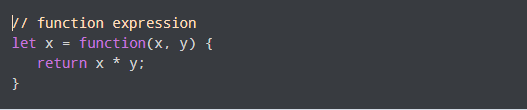 // function expression
let x = function(x, y) {
   return x * y;
}